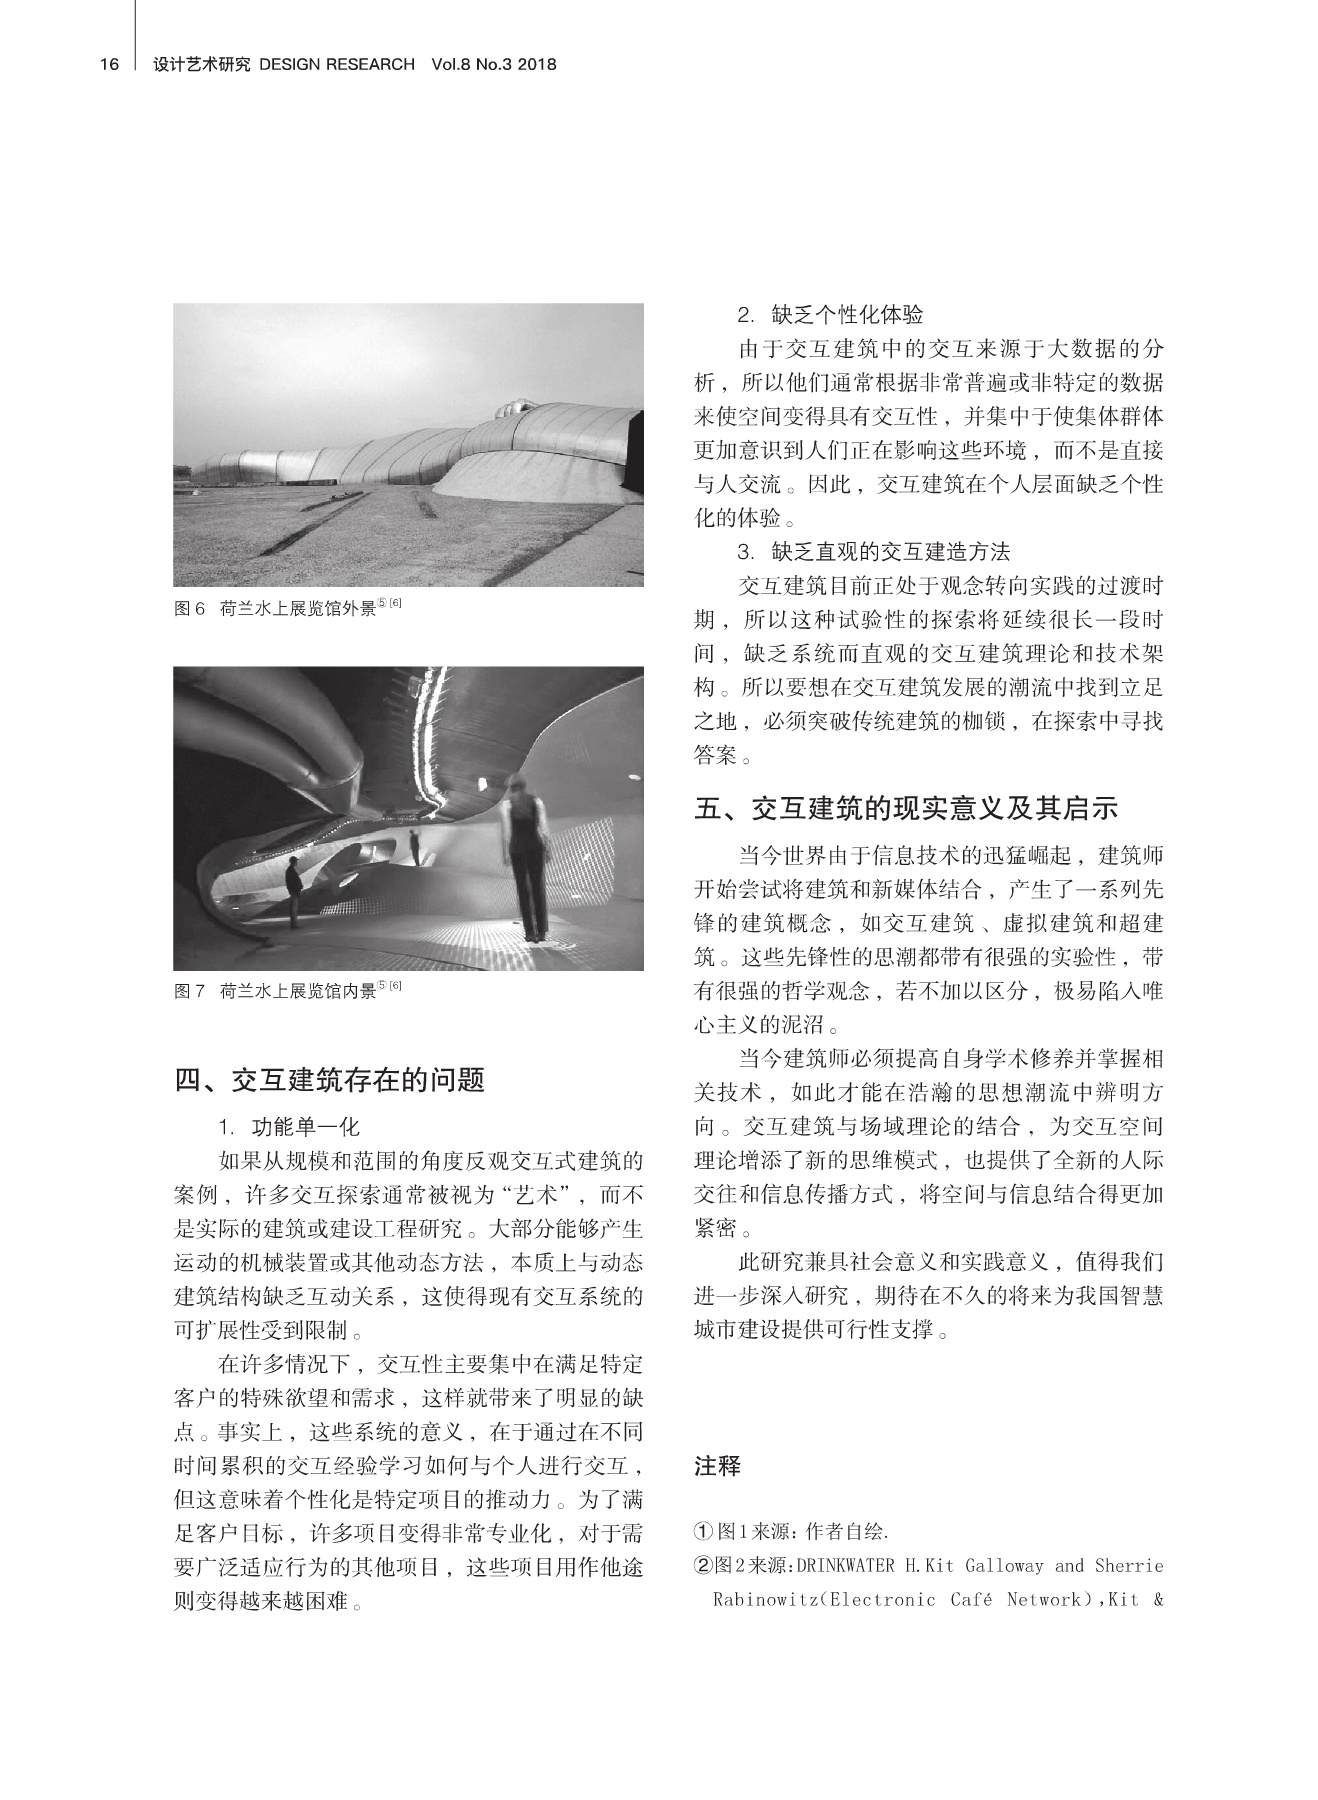 16 设计艺术研究 DESIGN RESEARCH Vol.8 No.3 2018
图 6 荷兰水上展览馆外景⑤[6]
图 7 荷兰水上展览馆内景⑤[6]
四、交互建筑存在的问题
1. 功能单一化
如果从规模和范围的角度反观交互式建筑的
案例，许多交互探索通常被视为“艺术”，而不
是实际的建筑或建设工程研究。大部分能够产生
运动的机械装置或其他动态方法，本质上与动态
建筑结构缺乏互动关系，这使得现有交互系统的
可扩展性受到限制。
在许多情况下，交互性主要集中在满足特定
客户的特殊欲望和需求，这样就带来了明显的缺
点。事实上，这些系统的意义，在于通过在不同
时间累积的交互经验学习如何与个人进行交互，
但这意味着个性化是特定项目的推动力。为了满
足客户目标，许多项目变得非常专业化，对于需
要广泛适应行为的其他项目，这些项目用作他途
则变得越来越困难。
2. 缺乏个性化体验
由于交互建筑中的交互来源于大数据的分
析，所以他们通常根据非常普遍或非特定的数据
来使空间变得具有交互性，并集中于使集体群体
更加意识到人们正在影响这些环境，而不是直接
与人交流。因此，交互建筑在个人层面缺乏个性
化的体验。
3. 缺乏直观的交互建造方法
交互建筑目前正处于观念转向实践的过渡时
期，所以这种试验性的探索将延续很长一段时
间，缺乏系统而直观的交互建筑理论和技术架
构。所以要想在交互建筑发展的潮流中找到立足
之地，必须突破传统建筑的枷锁，在探索中寻找
答案。
五、交互建筑的现实意义及其启示
当今世界由于信息技术的迅猛崛起，建筑师
开始尝试将建筑和新媒体结合，产生了一系列先
锋的建筑概念，如交互建筑、虚拟建筑和超建
筑。这些先锋性的思潮都带有很强的实验性，带
有很强的哲学观念，若不加以区分，极易陷入唯
心主义的泥沼。
当今建筑师必须提高自身学术修养并掌握相
关技术，如此才能在浩瀚的思想潮流中辨明方
向。交互建筑与场域理论的结合，为交互空间
理论增添了新的思维模式，也提供了全新的人际
交往和信息传播方式，将空间与信息结合得更加
紧密。
此研究兼具社会意义和实践意义，值得我们
进一步深入研究，期待在不久的将来为我国智慧
城市建设提供可行性支撑。
注释
①图1来源：作者自绘.
②图2来源:DRINKWATER H.Kit Galloway and Sherrie
Rabinowitz(Electronic Café Network),Kit &